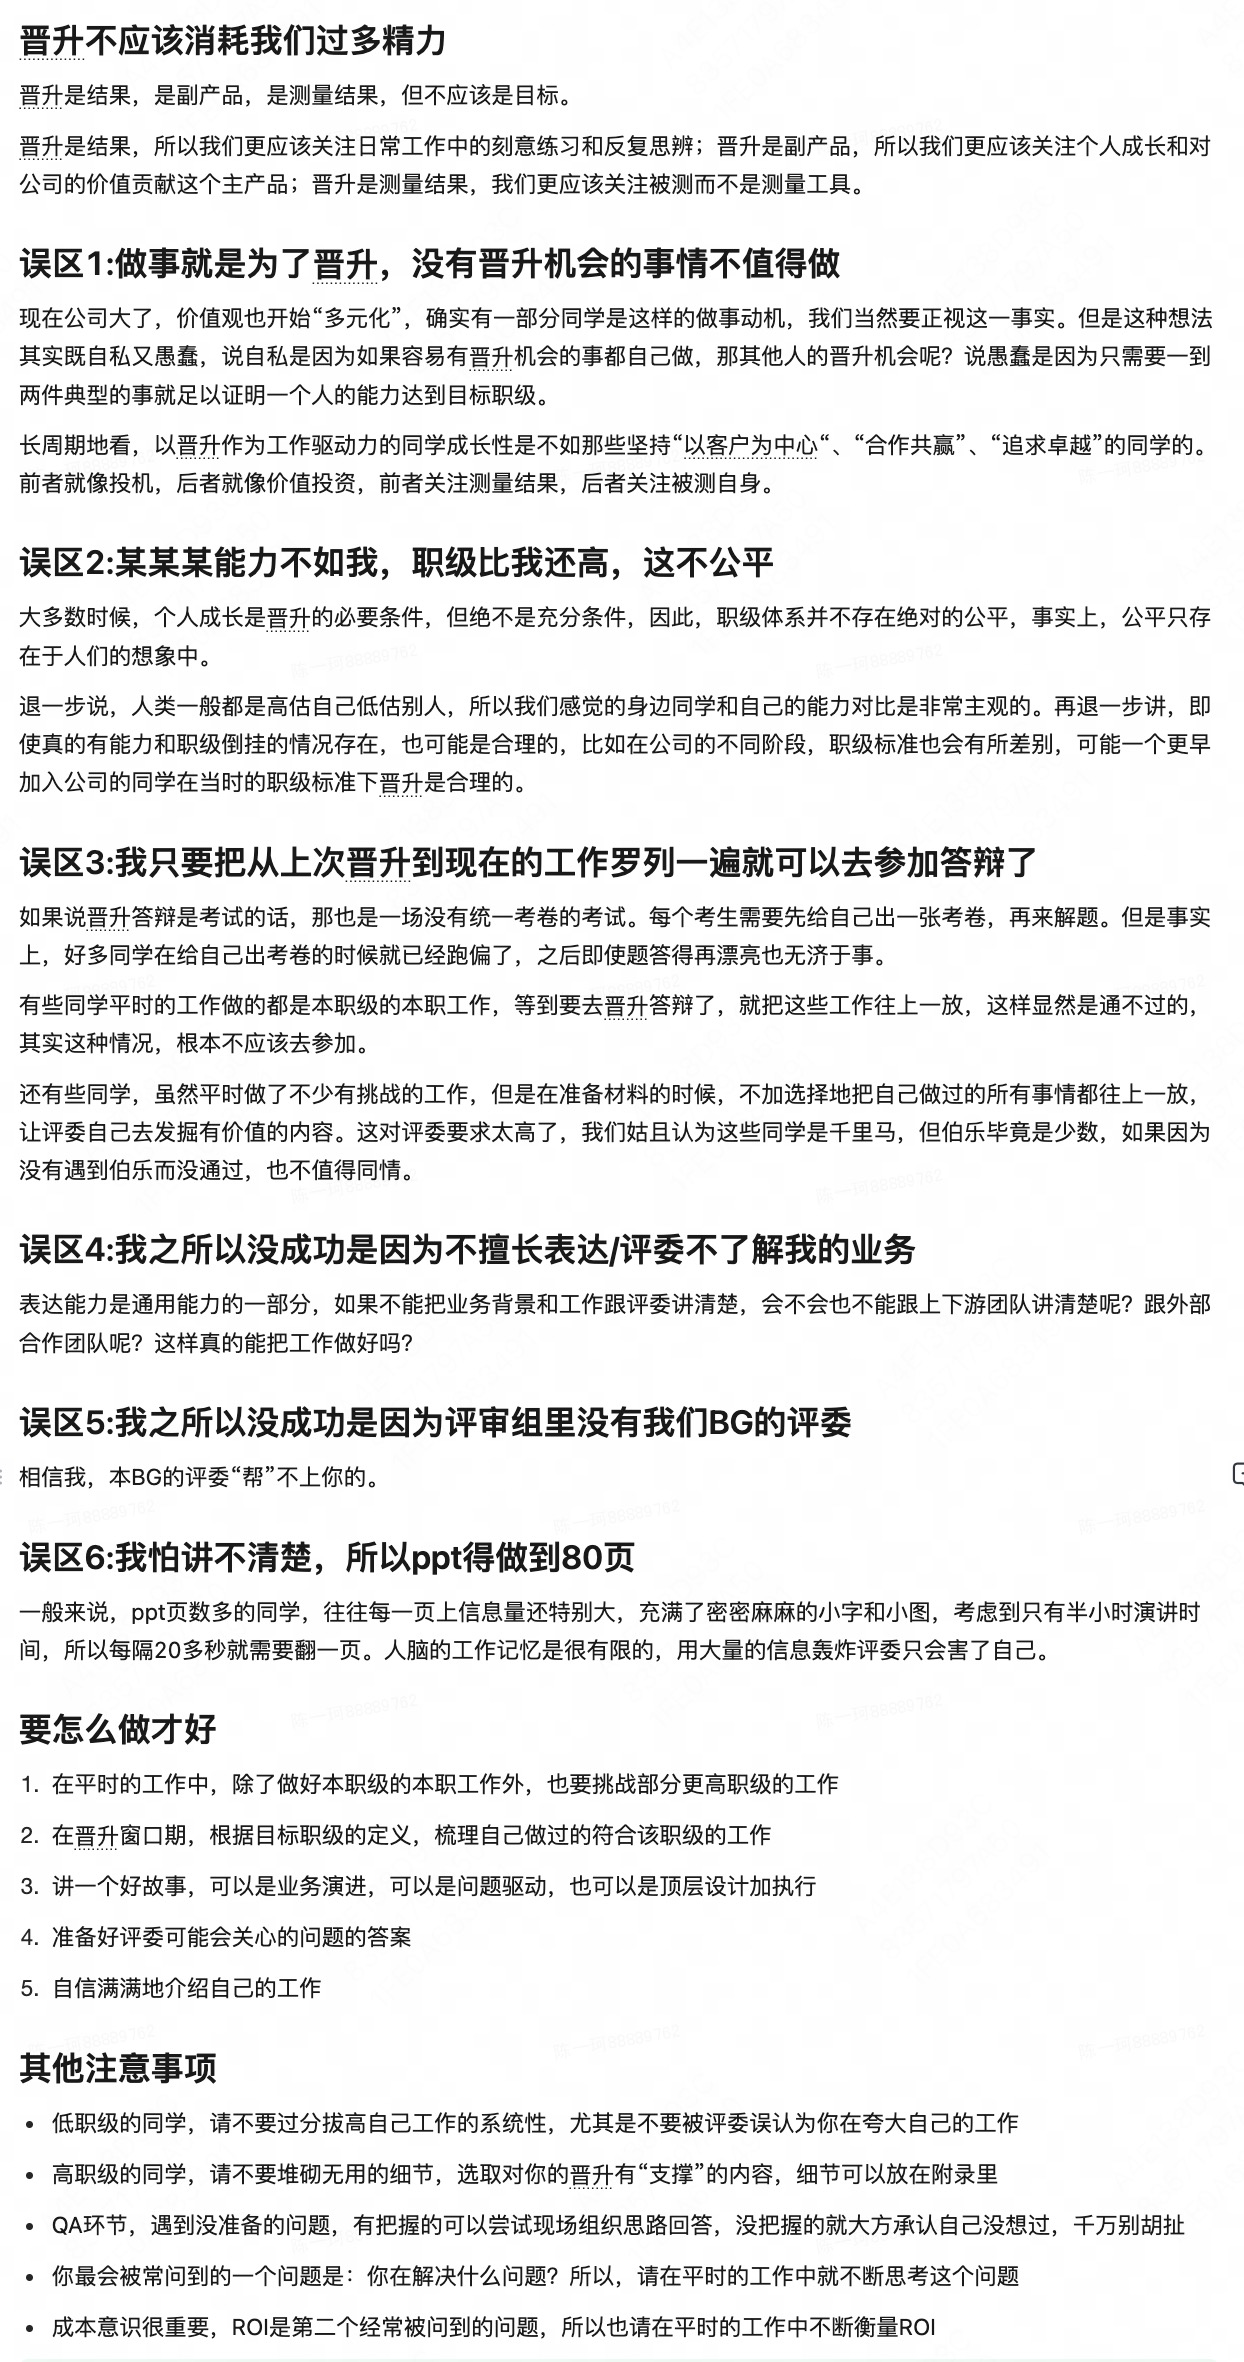 晋升不应该消耗我们过多精力
晋升是结果，是副产品，是测量结果，但不应该是目标。
晋升是结果，所以我们更应该关注日常工作中的刻意练习和反复思辨；晋升是副产品，所以我们更应该关注个人成长和对
公司的价值贡献这个主产品；晋升是测量结果，我们更应该关注被测而不是测量工具。
误区1:做事就是为了晋升，没有晋升机会的事情不值得做
现在公司大了，价值观也开始“多元化”，确实有一部分同学是这样的做事动机，我们当然要正视这一事实。但是这种想法
其实既自私又愚蠢，说自私是因为如果容易有晋升机会的事都自己做，那其他人的晋升机会呢？说愚蠢是因为只需要一到
两件典型的事就足以证明一个人的能力达到目标职级。
长周期地看，以晋升作为工作驱动力的同学成长性是不如那些坚持“以客户为中心“、“合作共赢”、“追求卓越”的同学的。
前者就像投机，后者就像价值投资，前者关注测量结果，后者关注被测自身。
误区2:某某某能力不如我，职级比我还高，这不公平
大多数时候，个人成长是晋升的必要条件，但绝不是充分条件，因此，职级体系并不存在绝对的公平，事实上，公平只存
在于人们的想象中。
退一步说，人类一般都是高估自己低估别人，所以我们感觉的身边同学和自己的能力对比是非常主观的。再退一步讲，即
使真的有能力和职级倒挂的情况存在，也可能是合理的，比如在公司的不同阶段，职级标准也会有所差别，可能一个更早
加入公司的同学在当时的职级标准下晋升是合理的。
误区3:我只要把从上次晋升到现在的工作罗列一遍就可以去参加答辩了
如果说晋升答辩是考试的话，那也是一场没有统一考卷的考试。每个考生需要先给自己出一张考卷，再来解题。但是事实
上，好多同学在给自己出考卷的时候就已经跑偏了，之后即使题答得再漂亮也无济于事。
有些同学平时的工作做的都是本职级的本职工作，等到要去晋升答辩了，就把这些工作往上一放，这样显然是通不过的，
其实这种情况，根本不应该去参加。
还有些同学，虽然平时做了不少有挑战的工作，但是在准备材料的时候，不加选择地把自己做过的所有事情都往上一放，
让评委自己去发掘有价值的内容。这对评委要求太高了，我们姑且认为这些同学是千里马，但伯乐毕竟是少数，如果因为
没有遇到伯乐而没通过，也不值得同情。
误区4:我之所以没成功是因为不擅长表达/评委不了解我的业务
表达能力是通用能力的一部分，如果不能把业务背景和工作跟评委讲清楚，会不会也不能跟上下游团队讲清楚呢？跟外部
合作团队呢？这样真的能把工作做好吗？
误区5:我之所以没成功是因为评审组里没有我们BG的评委
相信我，本BG的评委“帮”不上你的。
误区6:我怕讲不清楚，所以ppt得做到80页
一般来说，ppt页数多的同学，往往每一页上信息量还特别大，充满了密密麻麻的小字和小图，考虑到只有半小时演讲时
间，所以每隔20多秒就需要翻一页。人脑的工作记忆是很有限的，用大量的信息轰炸评委只会害了自己。
要怎么做才好
1. 在平时的工作中，除了做好本职级的本职工作外，也要挑战部分更高职级的工作
2. 在晋升窗口期，根据目标职级的定义，梳理自己做过的符合该职级的工作
3. 讲一个好故事，可以是业务演进，可以是问题驱动，也可以是顶层设计加执行
4. 准备好评委可能会关心的问题的答案
5. 自信满满地介绍自己的工作
其他注意事项
• 低职级的同学，请不要过分拔高自己工作的系统性，尤其是不要被评委误认为你在夸大自己的工作
• 高职级的同学，请不要堆砌无用的细节，选取对你的晋升有“支撑”的内容，细节可以放在附录里
• QA环节，遇到没准备的问题，有把握的可以尝试现场组织思路回答，没把握的就大方承认自己没想过，千万别胡扯
• 你最会被常问到的一个问题是：你在解决什么问题？所以，请在平时的工作中就不断思考这个问题
• 成本意识很重要，ROI是第二个经常被问到的问题，所以也请在平时的工作中不断衡量ROI